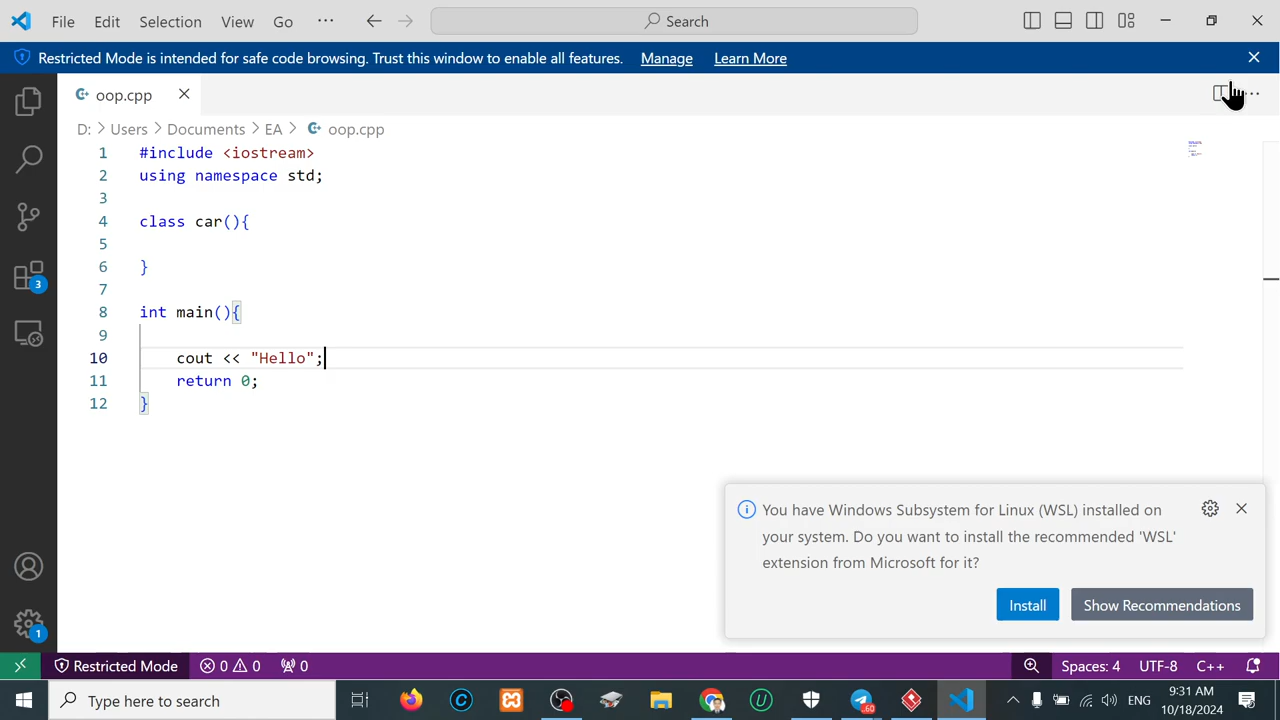 File Edit Selection View Go ··· Search
Restricted Mode is intended for safe code browsing. Trust this window to enable all features. Manage Learn More
oop.cpp
D: > Users > Documents > EA > oop.cpp
1 #include <iostream>
2 using namespace std;
3
4 class car(){
5
6 }
7
8 int main(){
9
10 cout << "Hello";
11 return 0;
12 }
3
You have Windows Subsystem for Linux (WSL) installed on
your system. Do you want to install the recommended 'WSL'
extension from Microsoft for it?
Install Show Recommendations
1
Restricted Mode 0 0 0 Spaces: 4 UTF-8 C++
Type here to search 60 ENG 9:31 AM
10/18/2024